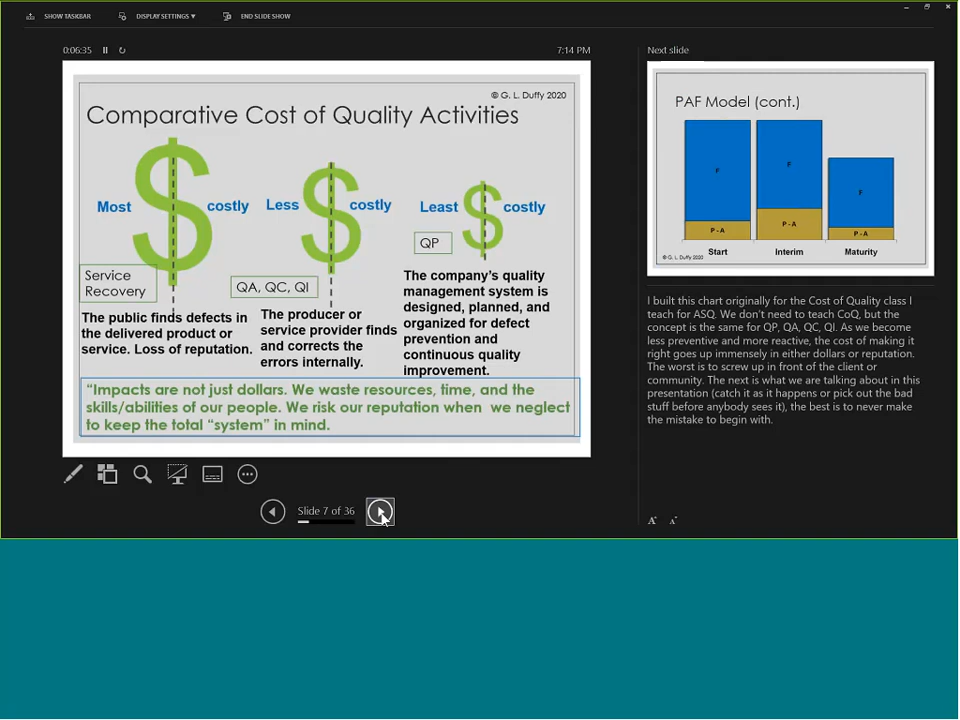 SHOW TASKBAR
DISPLAY SETTINGS ▼
END SLIDE SHOW
0:06:35
7:14 PM
© G. L. Duffy 2020
Comparative Cost of Quality Activities
$
$
$
Most
costly
Less
costly
Least
costly
QP
Service
Recovery
QA, QC, QI
The public finds defects in
the delivered product or
service. Loss of reputation.
The producer or
service provider finds
and corrects the
errors internally.
The company's quality
management system is
designed, planned, and
organized for defect
prevention and
continuous quality
improvement.
“Impacts are not just dollars. We waste resources, time, and the
skills/abilities of our people. We risk our reputation when we neglect
to keep the total “system” in mind.
Slide 7 of 36
Next slide
PAF Model (cont.)
F
F
F
P - A
P - A
P - A
© G.L. Duffy 2020
Start
Interim
Maturity
I built this chart originally for the Cost of Quality class I
teach for ASQ. We don't need to teach CoQ, but the
concept is the same for QP, QA, QC, QI. As we become
less preventive and more reactive, the cost of making it
right goes up immensely in either dollars or reputation.
The worst is to screw up in front of the client or
community. The next is what we are talking about in this
presentation (catch it as it happens or pick out the bad
stuff before anybody sees it), the best is to never make
the mistake to begin with.
A
A